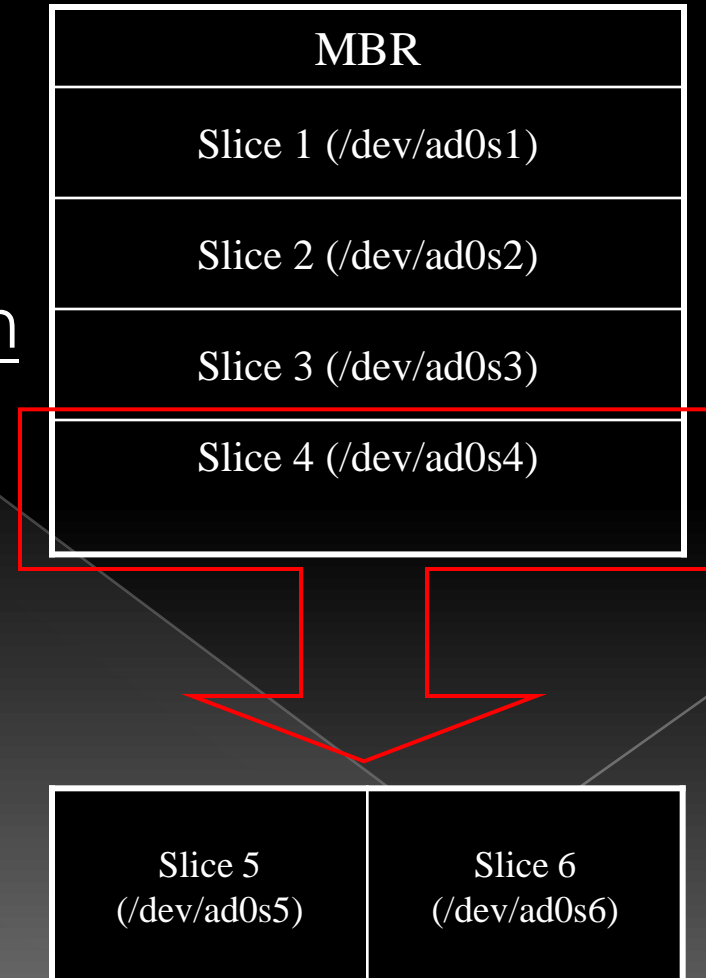 MBR
Slice 1 (/dev/ad0s1)
Slice 2 (/dev/ad0s2)
n
Slice 3 (/dev/ad0s3)
Slice 4 (/dev/ad0s4)
Slice 5
(/dev/ad0s5)
Slice 6
(/dev/ad0s6)